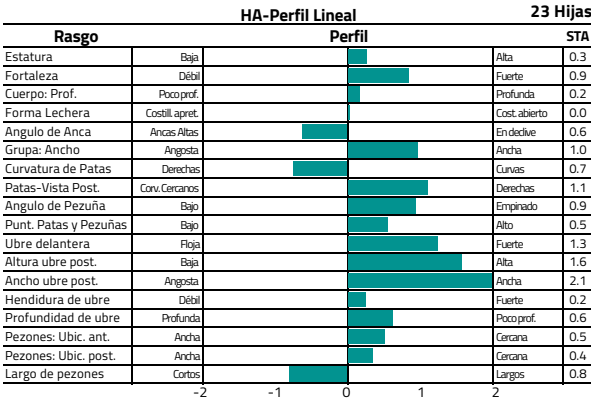 HA-Perfil Lineal 23 Hijas
Rasgo Perfil STA
Estatura Baja Alta 0.3
Fortaleza Débil Fuerte 0.9
Cuerpo: Prof. Poco prof. Profunda 0.2
Forma Lechera Costill. apret. Cost. abierto 0.0
Angulo de Anca Ancas Altas En declive 0.6
Grupa: Ancho Angosta Ancha 1.0
Curvatura de Patas Derechas Curvas 0.7
Patas-Vista Post. Corv. Cercanos Derechas 1.1
Angulo de Pezuña Bajo Empinado 0.9
Punt. Patas y Pezuñas Bajo Alto 0.5
Ubre delantera Floja Fuerte 1.3
Altura ubre post. Baja Alta 1.6
Ancho ubre post. Angosta Ancha 2.1
Hendidura de ubre Débil Fuerte 0.2
Profundidad de ubre Profunda Poco prof. 0.6
Pezones: Ubic. ant. Ancha Cercana 0.5
Pezones: Ubic. post. Ancha Cercana 0.4
Largo de pezones Cortos Largos 0.8
-2 -1 0 1 2